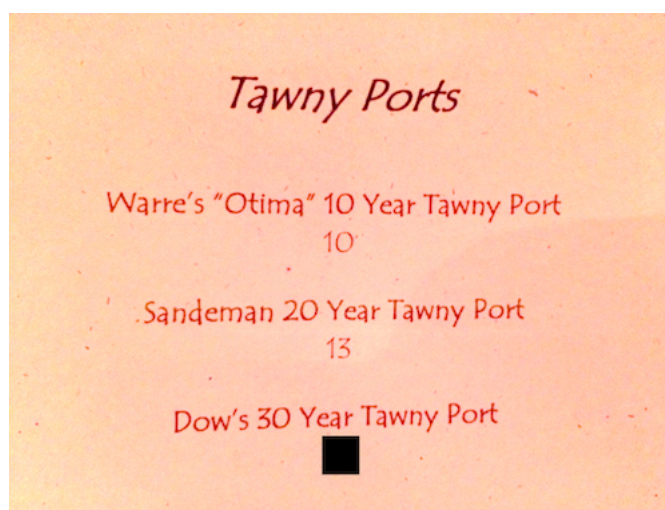 Tawny Ports
Warre's "Otima" 10 Year Tawny Port
10
Sandeman 20 Year Tawny Port
13
Dow's 30 Year Tawny Port